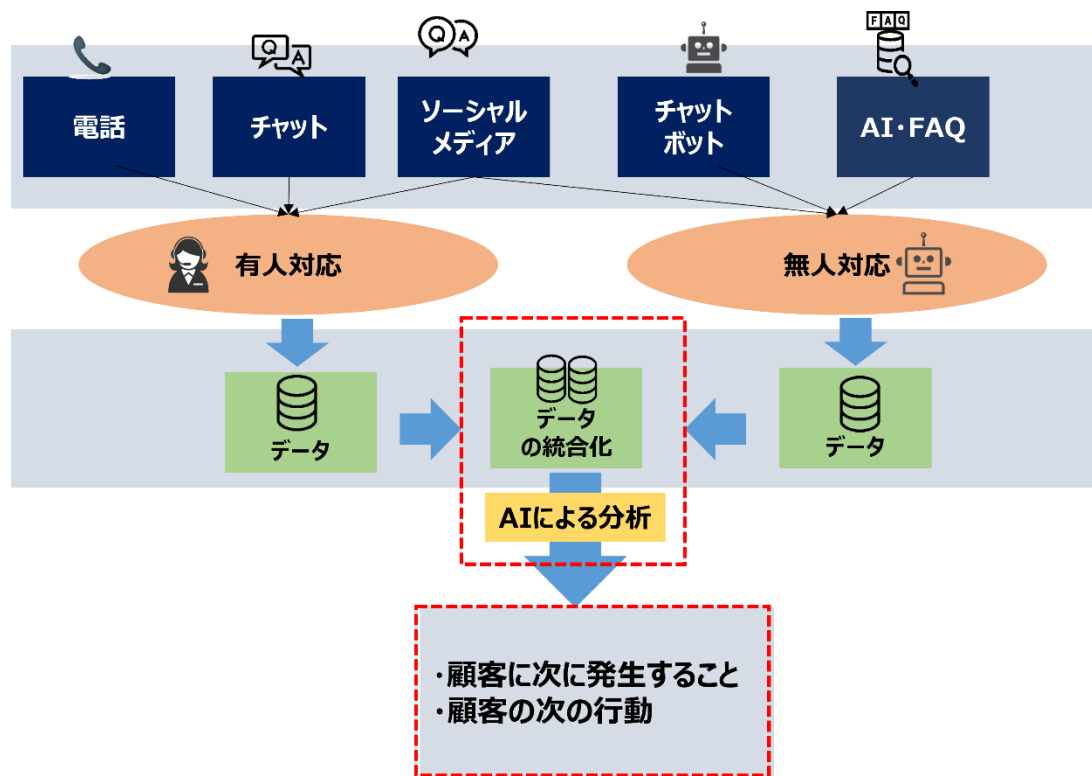 Q A
Q A
F A Q
電話
チャット
ソーシャル
メディア
チャット
ボット
AI・FAQ
有人対応
無人対応
データ
データ
の統合化
データ
AIによる分析
・顧客に次に発生すること
・顧客の次の行動